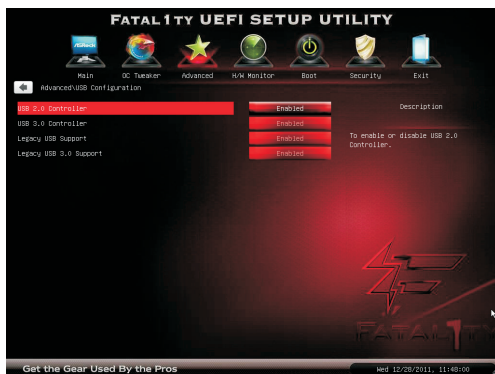 FATAL1TY UEFI SETUP UTILITY
ASRock
Main OC Tweaker Advanced H/W Monitor Boot Security Exit
Advanced\USB Configuration
USB 2.0 Controller Enabled
USB 3.0 Controller Enabled
Legacy USB Support Enabled
Legacy USB 3.0 Support Enabled
Description
To enable or disable USB 2.0
Controller.
FATAL1TY
Get the Gear Used By the Pros
Wed 12/28/2011, 11:48:00